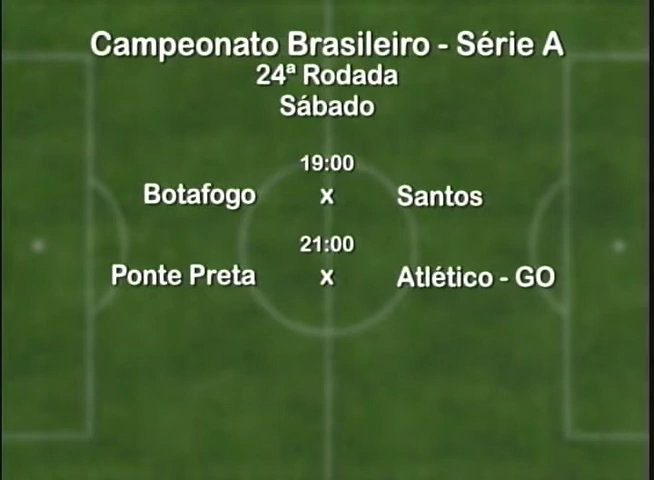 Campeonato Brasileiro - Série A
24ª Rodada
Sábado
19:00
Botafogo x Santos
21:00
Ponte Preta x Atlético - GO